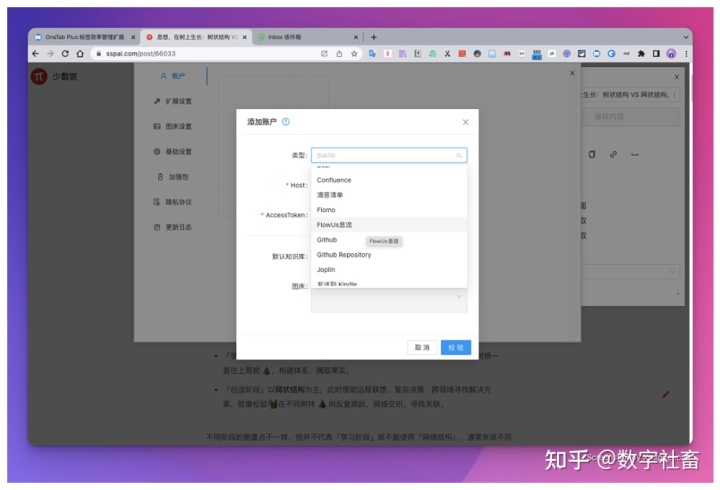 OneTab Plus:标签效率管理扩展
思想，在树上生长：树状结构 VS
Inbox 收件箱
sspai.com/post/66033
少数派
账户
扩展设置
图床设置
基础设置
加强包
隐私协议
更新日志
添加账户
类型:
Baklib
* Host:
* AccessToken:
默认知识库:
图床:
Confluence
滴答清单
Flomo
FlowUs息流
Github
FlowUs息流
Github Repository
Joplin
发送到 Kindle
取 消
校 验
上生长：树状结构 VS 网状结构,
保存内容
直往上爬树 、构建体系、摘取果实。
「创造阶段」以网状结构为主，此时借助远程联想、复杂决策，跨领域寻找解决方
案，就像松鼠 在不同树林 间反复跳跃，网络交织，寻找关联。
不同阶段的侧重点不一样，但并不代表「学习阶段」就不能使用「网络结构」，通常来说不同
知乎 @数字社畜